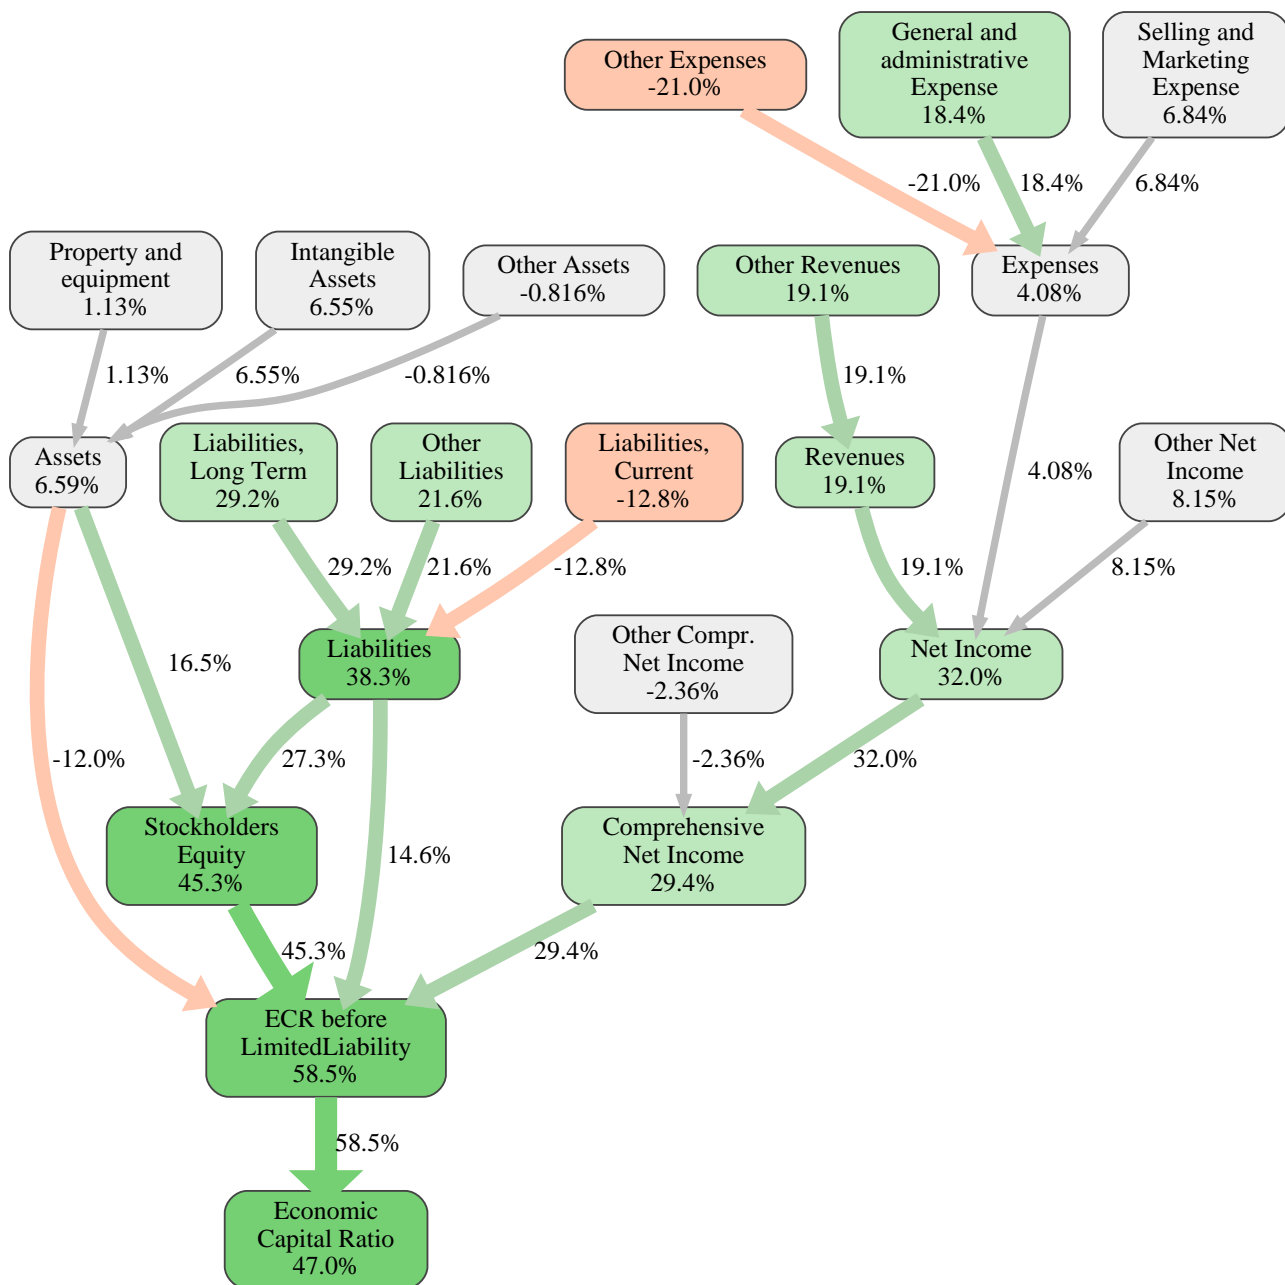 Other Expenses
-21.0%
General and
administrative
Expense
18.4%
Selling and
Marketing
Expense
6.84%
-21.0%
18.4%
6.84%
Property and
equipment
1.13%
Intangible
Assets
6.55%
Other Assets
-0.816%
Other Revenues
19.1%
Expenses
4.08%
1.13%
6.55%
-0.816%
19.1%
Assets
6.59%
Liabilities,
Long Term
29.2%
Other
Liabilities
21.6%
Liabilities,
Current
-12.8%
Revenues
19.1%
4.08%
Other Net
Income
8.15%
29.2%
21.6%
-12.8%
19.1%
8.15%
16.5%
Liabilities
38.3%
Other Compr.
Net Income
-2.36%
Net Income
32.0%
-12.0%
27.3%
-2.36%
32.0%
Stockholders
Equity
45.3%
14.6%
Comprehensive
Net Income
29.4%
45.3%
29.4%
ECR before
LimitedLiability
58.5%
58.5%
Economic
Capital Ratio
47.0%